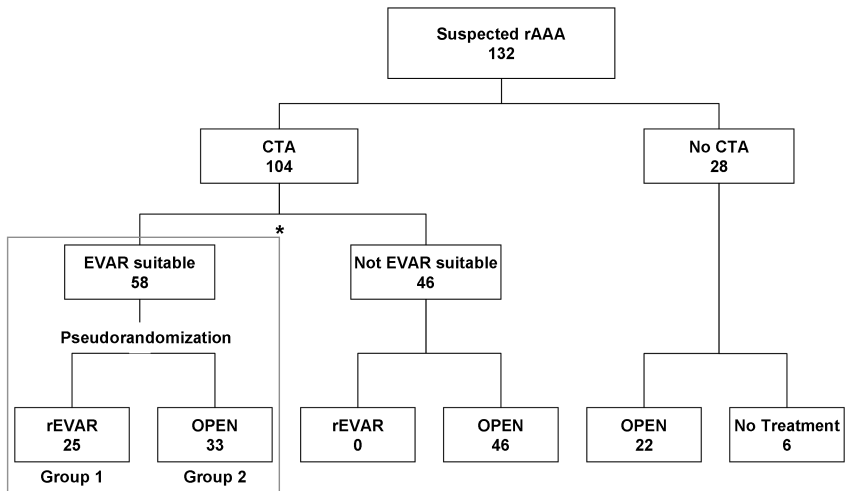 Suspected rAAA
132
CTA
104
No CTA
28
*
EVAR suitable
58
Not EVAR suitable
46
Pseudorandomization
rEVAR
25
OPEN
33
rEVAR
0
OPEN
46
OPEN
22
No Treatment
6
Group 1
Group 2